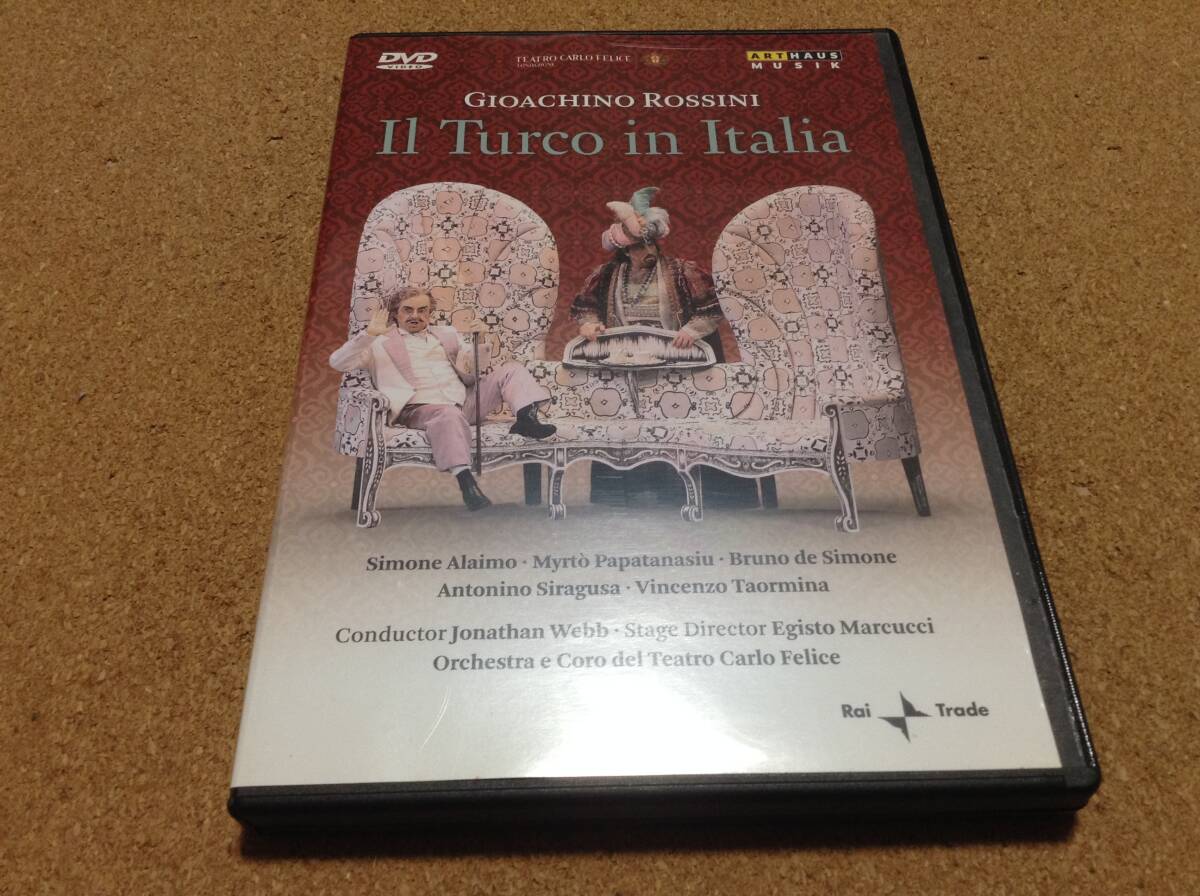 DVD
VIDEO
TEATRO CARLO FELICE
FONDAZIONE
ARTHAUS
MUSIK
GIOACHINO ROSSINI
Il Turco in Italia
Simone Alaimo · Myrtò Papatanasiu · Bruno de Simone
Antonino Siragusa · Vincenzo Taormina
Conductor Jonathan Webb · Stage Director Egisto Marcucci
Orchestra e Coro del Teatro Carlo Felice
Rai Trade